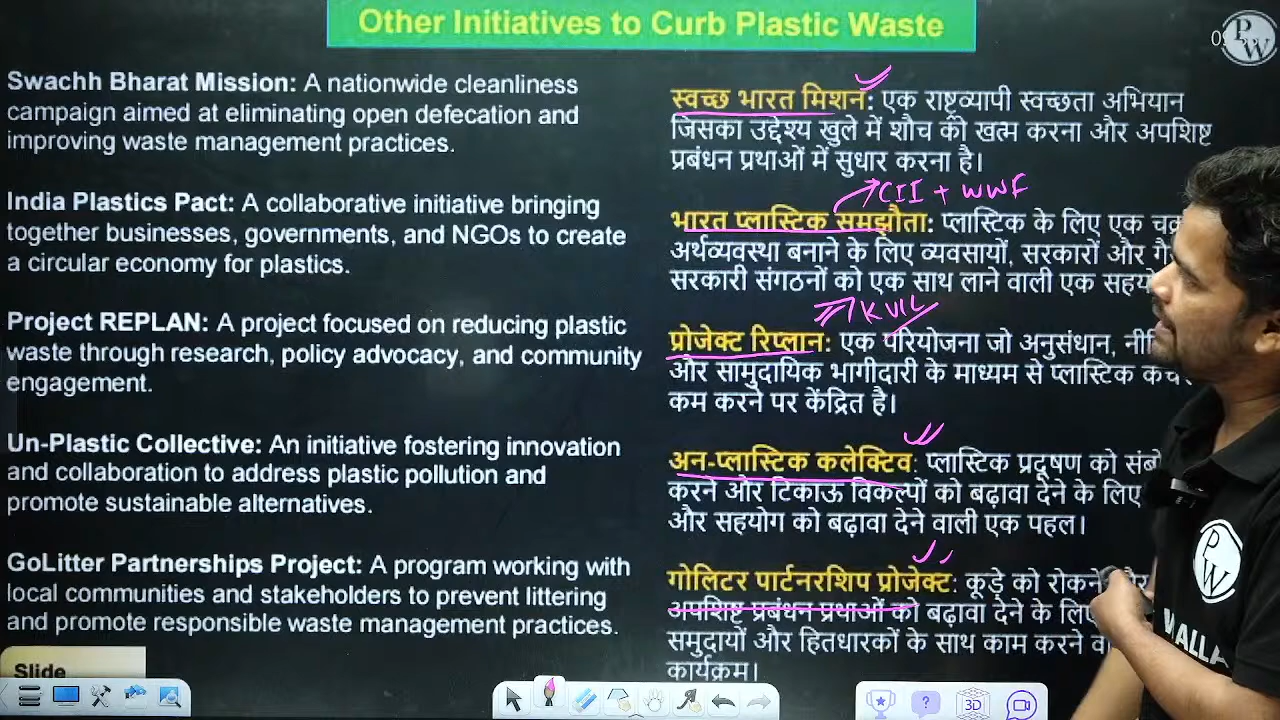 Other Initiatives to Curb Plastic Waste
PW
Swachh Bharat Mission: A nationwide cleanliness
campaign aimed at eliminating open defecation and
improving waste management practices.
India Plastics Pact: A collaborative initiative bringing
together businesses, governments, and NGOs to create
a circular economy for plastics.
Project REPLAN: A project focused on reducing plastic
waste through research, policy advocacy, and community
engagement.
Un-Plastic Collective: An initiative fostering innovation
and collaboration to address plastic pollution and
promote sustainable alternatives.
GoLitter Partnerships Project: A program working with
local communities and stakeholders to prevent littering
and promote responsible waste management practices.
स्वच्छ भारत मिशन: एक राष्ट्रव्यापी स्वच्छता अभियान
जिसका उद्देश्य खुले में शौच को खत्म करना और अपशिष्ट
प्रबंधन प्रथाओं में सुधार करना है।
CII + WWF
भारत प्लास्टिक समझौता: प्लास्टिक के लिए एक
अर्थव्यवस्था बनाने के लिए व्यवसायों, सरकारों और
सरकारी संगठनों को एक साथ लाने वाली एक
KVIC
प्रोजेक्ट रिप्लान: एक परियोजना जो अनुसंधान,
और सामुदायिक भागीदारी के माध्यम से प्लास्टिक
कम करने पर केंद्रित है।
अन-प्लास्टिक कलेक्टिव: प्लास्टिक प्रदूषण को
करने और टिकाऊ विकल्पों को बढ़ावा देने के लिए
और सहयोग को बढ़ावा देने वाली एक पहल।
गोलिटर पार्टनरशिप प्रोजेक्ट: कूड़े को रोकने और
अपशिष्ट प्रबंधन प्रथाओं को बढ़ावा देने के लिए
समुदायों और हितधारकों के साथ काम करने
कार्यक्रम।
PW
Slide
3D